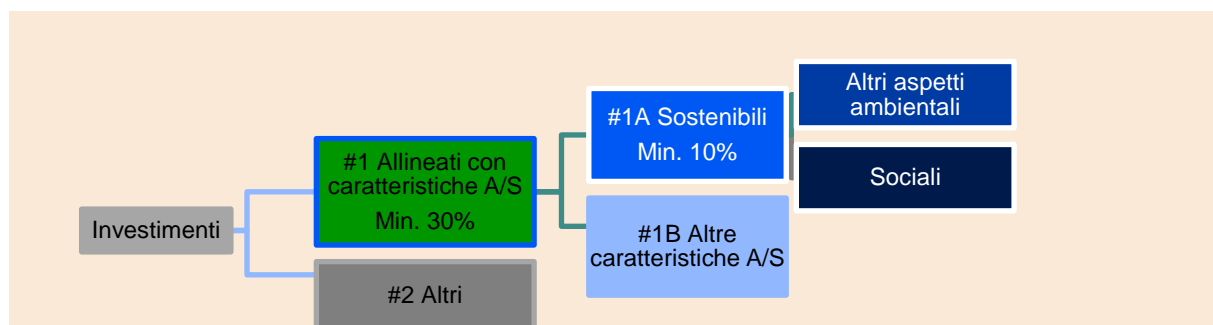 Investimenti
#1 Allineati con
caratteristiche A/S
Min. 30%
#2 Altri
#1A Sostenibili
Min. 10%
#1B Altre
caratteristiche A/S
Altri aspetti
ambientali
Sociali